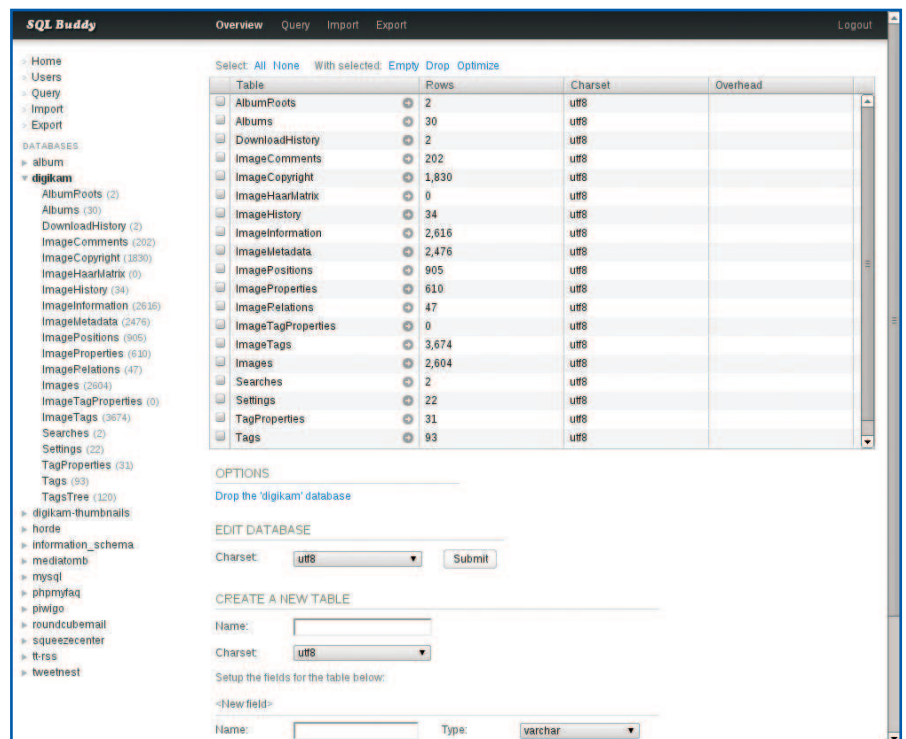 SQL Buddy
Overview Query Import Export Logout
Home
Users
Query
Import
Export
DATABASES
album
digikam
AlbumRoots (2)
Albums (30)
DownloadHistory (2)
ImageComments (202)
ImageCopyright (1830)
ImageHaarMatrix (0)
ImageHistory (34)
ImageInformation (2616)
ImageMetadata (2476)
ImagePositions (905)
ImageProperties (610)
ImageRelations (47)
Images (2604)
ImageTagProperties (0)
ImageTags (3674)
Searches (2)
Settings (22)
TagProperties (31)
Tags (93)
TagsTree (120)
digikam-thumbnails
horde
information_schema
mediatomb
mysql
phpmyfaq
piwigo
roundcubemail
squeezecenter
tt-rss
tweetnest
Select: All None With selected: Empty Drop Optimize
Table Rows Charset Overhead
AlbumRoots 2 utf8
Albums 30 utf8
DownloadHistory 2 utf8
ImageComments 202 utf8
ImageCopyright 1,830 utf8
ImageHaarMatrix 0 utf8
ImageHistory 34 utf8
ImageInformation 2,616 utf8
ImageMetadata 2,476 utf8
ImagePositions 905 utf8
ImageProperties 610 utf8
ImageRelations 47 utf8
ImageTagProperties 0 utf8
ImageTags 3,674 utf8
Images 2,604 utf8
Searches 2 utf8
Settings 22 utf8
TagProperties 31 utf8
Tags 93 utf8
OPTIONS
Drop the 'digikam' database
EDIT DATABASE
Charset: utf8 Submit
CREATE A NEW TABLE
Name:
Charset: utf8
Setup the fields for the table below:
<New field>
Name: Type: varchar